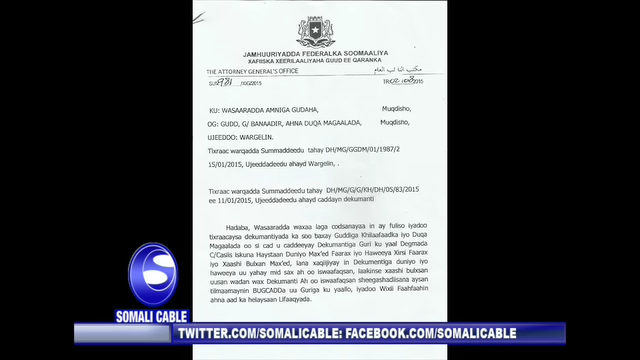 JAMHUURIYADDA FEDERALKA SOOMAALIYA
XAFIISKA XEERILAALIYAHA GUUD EE QARANKA
THE ATTORNEY GENERAL'S OFFICE
مكتب النائب العام
/XG/2015
2015
KU: WASAARADDA AMNIGA GUDAHA, Muqdisho,
OG: GUDD, G/ BANAADIR, AHNA DUQA MAGAALADA, Muqdisho,
UJEEDDO: WARGELIN.
Tixraac warqadda Summaddeedu tahay DH/MG/GGDM/01/1987/2
15/01/2015, Ujeeddadeedu ahayd Wargelin, .
Tixraac warqadda Summaddeedu tahay DH/MG/G/G/KH/DH/05/83/2015
ee 11/01/2015, Ujeeddadeedu ahayd caddayn dekumanti
Hadaba, Wasaaradda waxaa laga codsanayaa in ay fuliso iyadoo
tixraacaysa dekumantiyada ka soo baxay Guddiga Khilaafaadka iyo Duqa
Magaalada oo si cad u caddeeyay Dekumantiga Guri ku yaal Degmada
C/Casiis iskuna Haystaan Duniyo Max'ed Faarax iyo Haweeya Xirsi Faarax
iyo Xaashi Bulxan Max'ed, lana xaqiijiyay in Dekumentiga duniyo iyo
haweeya uu yahay mid sax ah oo iswaafaqsan, laakinse xaashi bulxsan
uusan wadan wax Dekumanti Ah oo iswaafaqsan sheegashadiisana aysan
tilmaamaynin BUGCADDa uu Guriga ku yaallo, iyadoo Wixii Faahfaahin
ahna aad ka helaysaan Lifaaqyada.
S
SOMALI CABLE
TWITTER.COM/SOMALICABLE: FACEBOOK.COM/SOMALICABLE